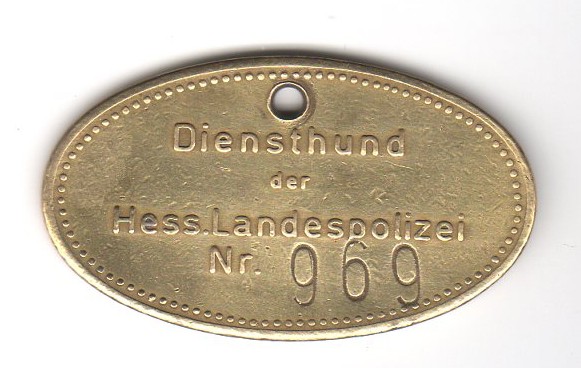 Diensthund
der
Hess.Landespolizei
Nr. 969